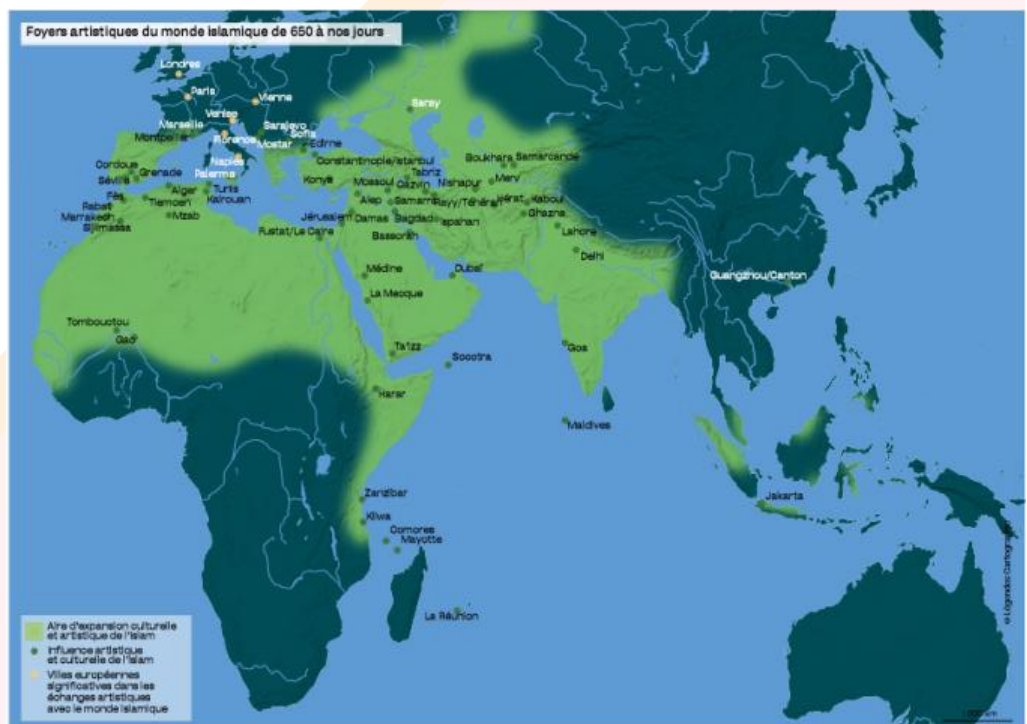 Foyers artistiques du monde islamique de 650 à nos jours
Londres
Paris
Vienne
Saray
Venise
Marseille
Sarajevo
Montpellier
Florence
Sofia
Mostar
Edirne
Naples
Constantinople/Istanbul
Boukhara
Samarcande
Cordoue
Grenade
Palerme
Konya
Tabriz
Mossoul
Qazvin
Nishapur
Merv
Séville
Alger
Tunis
Kairouan
Alep
Samarra
Rayy/Téhéran
Hérat
Kaboul
Fès
Tlemcen
Rabat
Mzab
Marrakech
Sijilmassa
Jérusalem
Damas
Bagdad
Ispahan
Ghazna
Fustat/Le Caire
Bassorah
Lahore
Delhi
Médine
Dubaï
Guangzhou/Canton
La Mecque
Tombouctou
Gao
Ta'izz
Socotra
Goa
Harar
Maldives
Zanzibar
Jakarta
Kilwa
Comores
Mayotte
La Réunion
Aire d'expansion culturelle
et artistique de l'Islam
Influence artistique
et culturelle de l'Islam
Villes européennes
significatives dans les
échanges artistiques
avec le monde islamique
© Légendes Cartographie